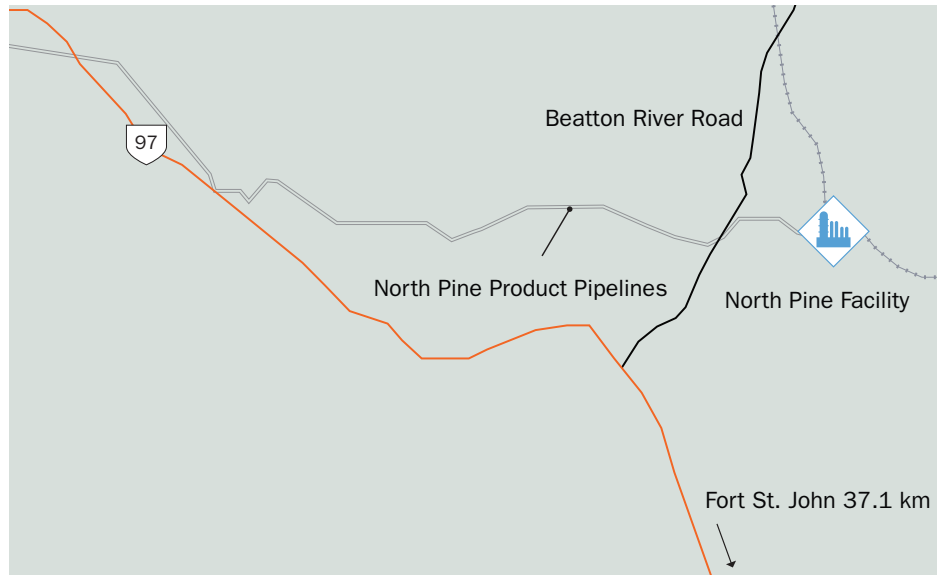 Beatton River Road
97
North Pine Product Pipelines
North Pine Facility
Fort St. John 37.1 km